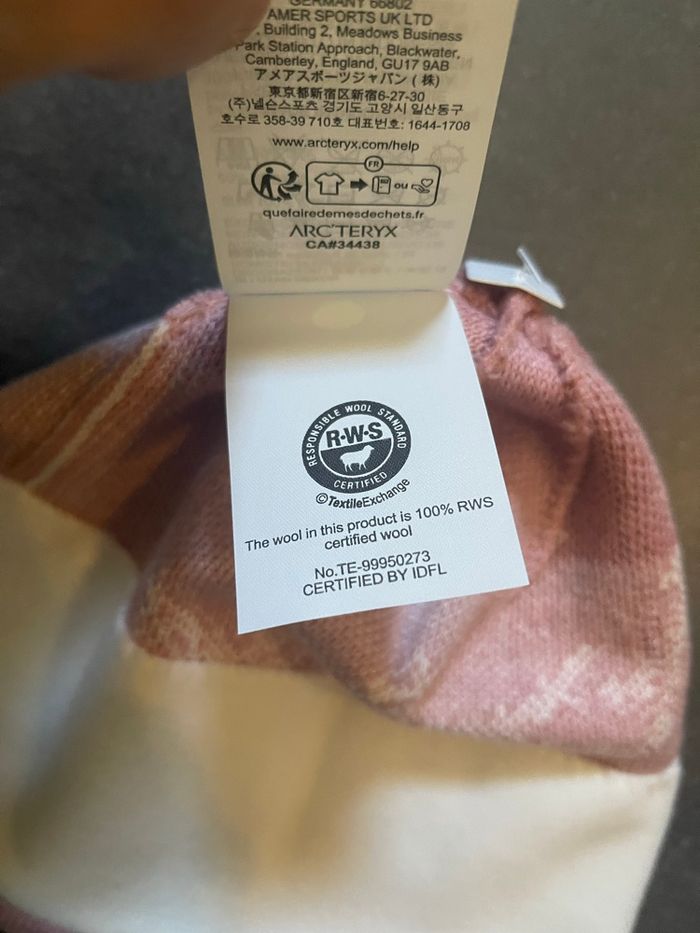 GERMANY 66802
AMER SPORTS UK LTD
, Building 2, Meadows Business
Park Station Approach, Blackwater,
Camberley, England, GU17 9AB
アメアスポーツジャパン (株)
東京都新宿区新宿6-27-30
(주)넬슨스포츠 경기도 고양시 일산동구
호수로 358-39 710호 대표번호: 1644-1708
www.arcteryx.com/help
FR
ou
quefairedemesdechets.fr
ARC'TERYX
CA#34438
RESPONSIBLE WOOL STANDARD
R·W·S
CERTIFIED
©TextileExchange
The wool in this product is 100% RWS
certified wool
No.TE-99950273
CERTIFIED BY IDFL